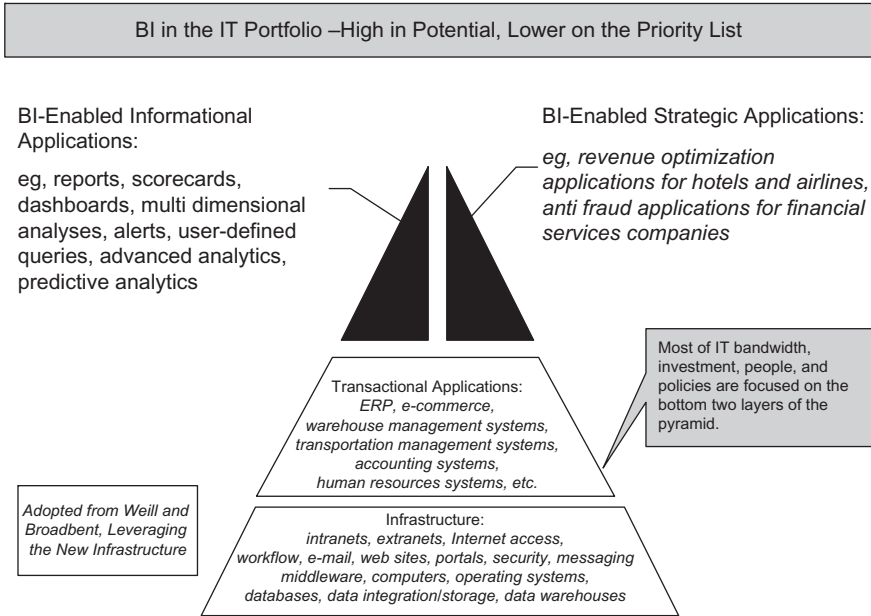 BI in the IT Portfolio –High in Potential, Lower on the Priority List
BI-Enabled Informational
Applications:
eg, reports, scorecards,
dashboards, multi dimensional
analyses, alerts, user-defined
queries, advanced analytics,
predictive analytics
BI-Enabled Strategic Applications:
eg, revenue optimization
applications for hotels and airlines,
anti fraud applications for financial
services companies
Most of IT bandwidth,
investment, people, and
policies are focused on the
bottom two layers of the
pyramid.
Transactional Applications:
ERP, e-commerce,
warehouse management systems,
transportation management systems,
accounting systems,
human resources systems, etc.
Adopted from Weill and
Broadbent, Leveraging
the New Infrastructure
Infrastructure:
intranets, extranets, Internet access,
workflow, e-mail, web sites, portals, security, messaging
middleware, computers, operating systems,
databases, data integration/storage, data warehouses